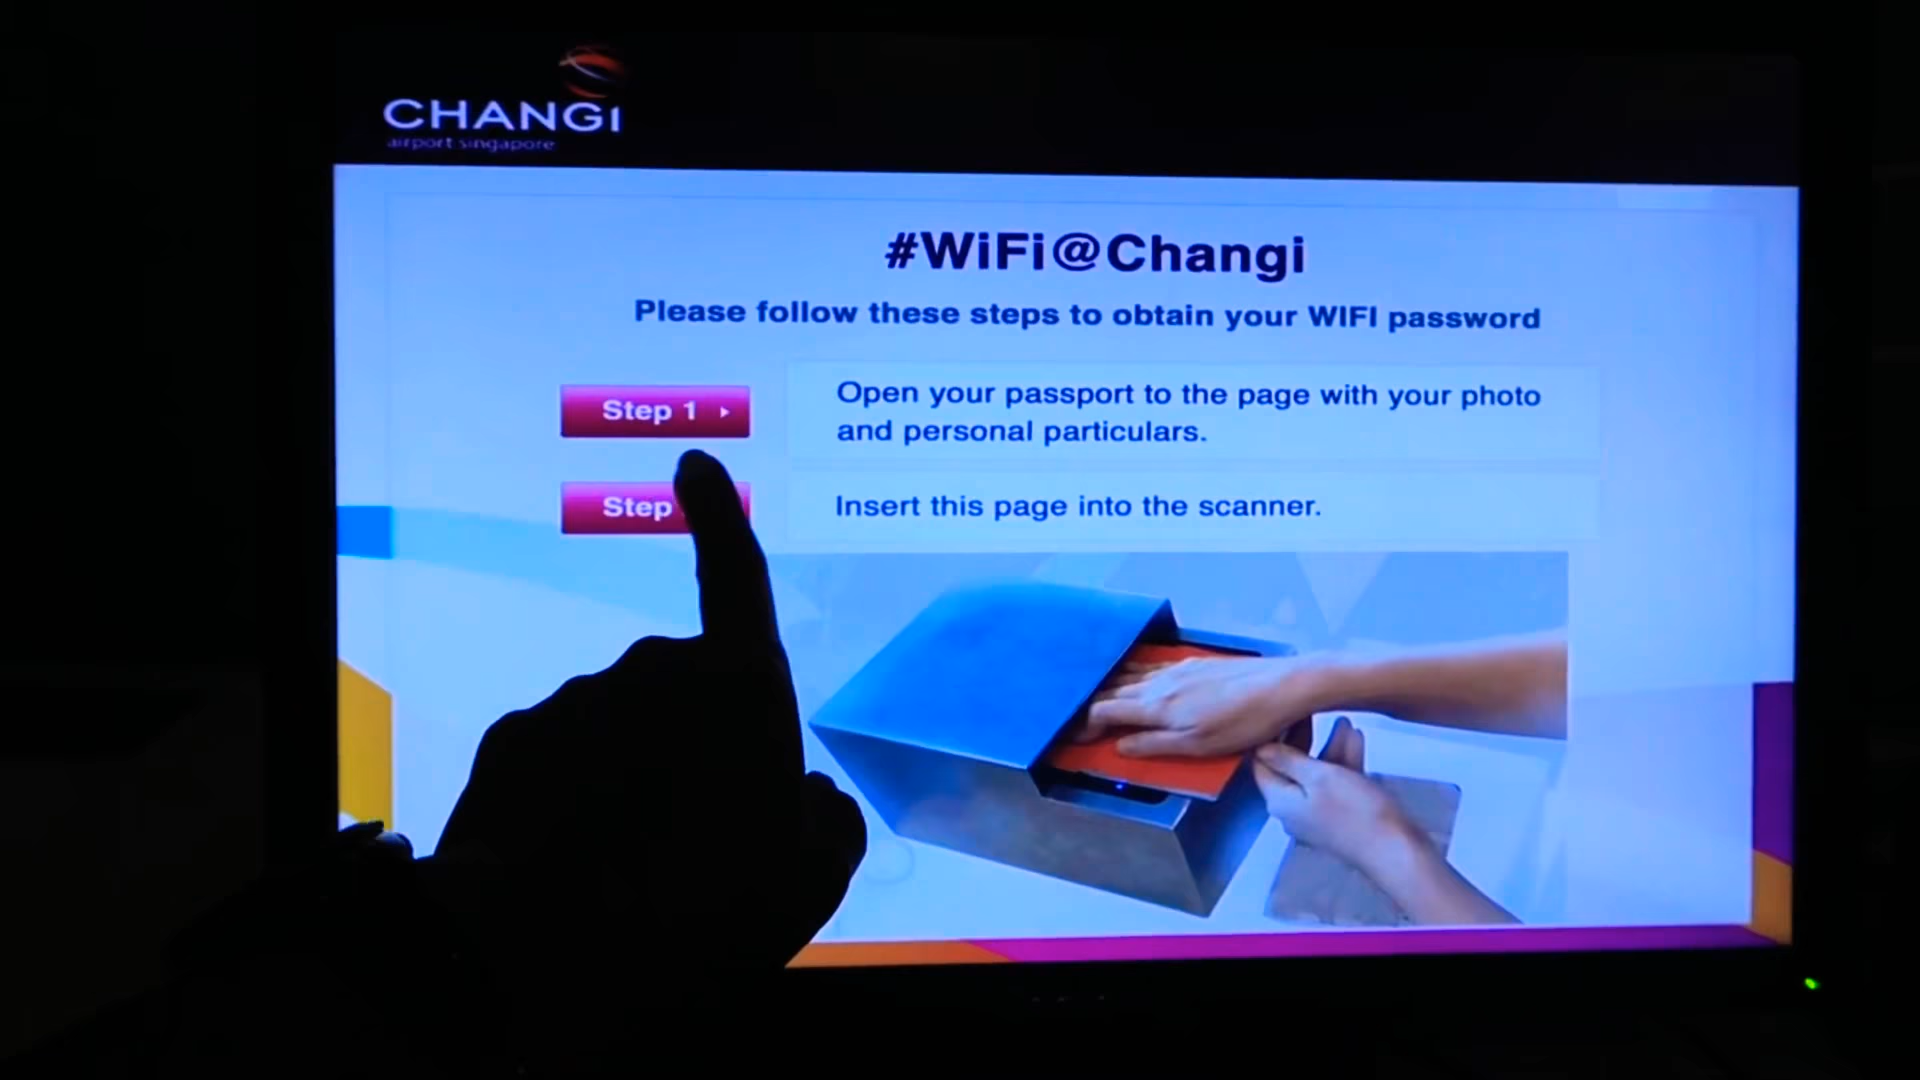 CHANGI
airport singapore
#WiFi@Changi
Please follow these steps to obtain your WIFI password
Step 1
Open your passport to the page with your photo
and personal particulars.
Step
Insert this page into the scanner.